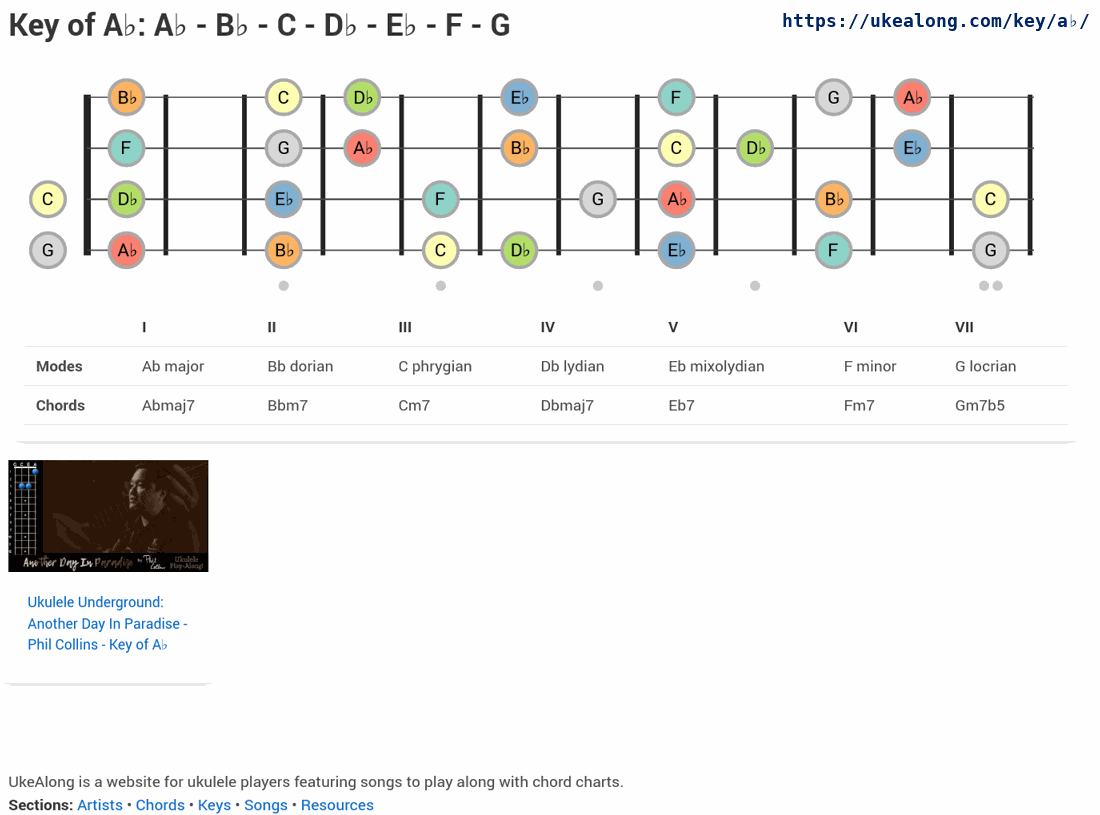 Key of A♭: A♭ - B♭ - C - D♭ - E♭ - F - G
https://ukealong.com/key/a♭/
B♭ C D♭ E♭ F G A♭
F G A♭ B♭ C D♭ E♭
C D♭ E♭ F G A♭ B♭ C
G A♭ B♭ C D♭ E♭ F G
I II III IV V VI VII
Modes Ab major Bb dorian C phrygian Db lydian Eb mixolydian F minor G locrian
Chords Abmaj7 Bbm7 Cm7 Dbmaj7 Eb7 Fm7 Gm7b5
Another Day In Paradise by Phil Collins Ukulele Play-Along!
Ukulele Underground:
Another Day In Paradise -
Phil Collins - Key of A♭
UkeAlong is a website for ukulele players featuring songs to play along with chord charts.
Sections: Artists • Chords • Keys • Songs • Resources